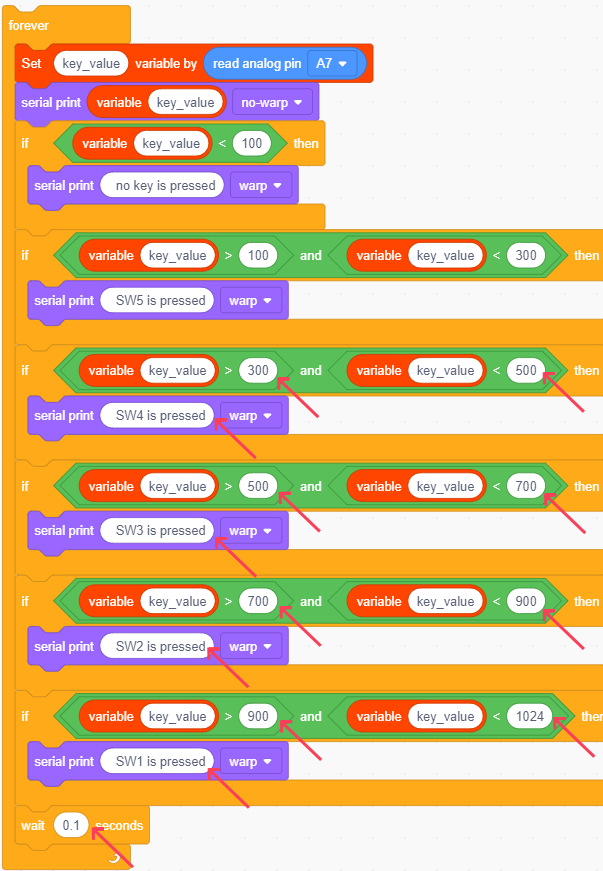 forever
Set key_value variable by read analog pin A7
serial print variable key_value no-warp
if variable key_value < 100 then
serial print no key is pressed warp
if variable key_value > 100 and variable key_value < 300 then
serial print SW5 is pressed warp
if variable key_value > 300 and variable key_value < 500 then
serial print SW4 is pressed warp
if variable key_value > 500 and variable key_value < 700 then
serial print SW3 is pressed warp
if variable key_value > 700 and variable key_value < 900 then
serial print SW2 is pressed warp
if variable key_value > 900 and variable key_value < 1024 then
serial print SW1 is pressed warp
wait 0.1 seconds